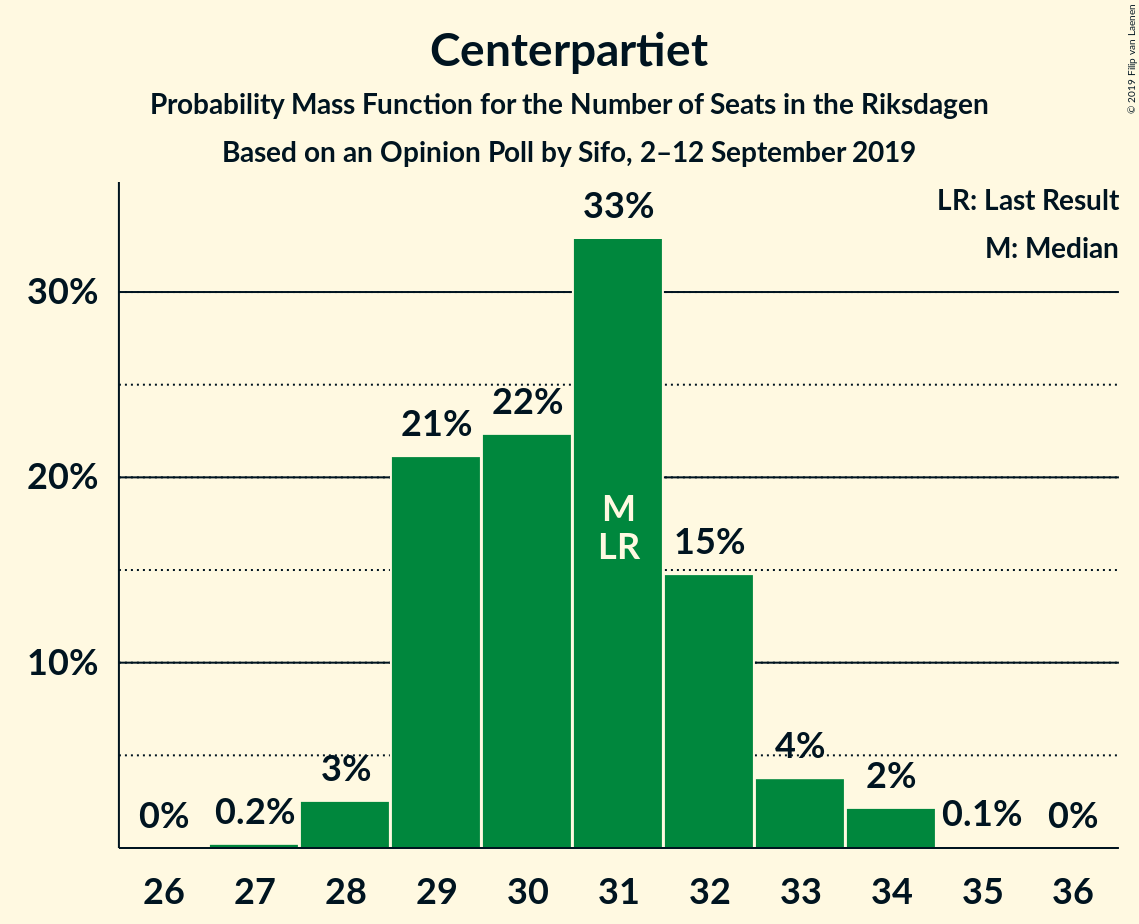 Centerpartiet
Probability Mass Function for the Number of Seats in the Riksdagen
Based on an Opinion Poll by Sifo, 2–12 September 2019
© 2019 Filip van Laenen
LR: Last Result
M: Median
30%
20%
10%
0%
0.2%
3%
21%
22%
33%
M
LR
15%
4%
2%
0.1%
0%
26 27 28 29 30 31 32 33 34 35 36